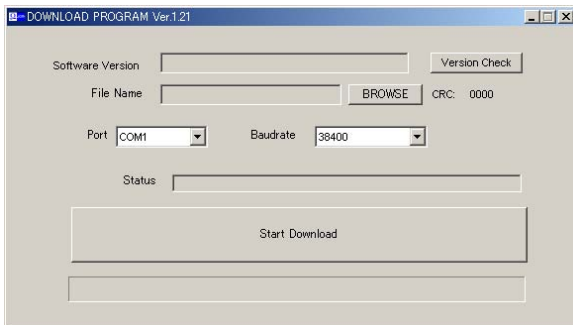 DOWNLOAD PROGRAM Ver.1.21
Software Version Version Check
File Name BROWSE CRC: 0000
Port COM1 Baudrate 38400
Status
Start Download